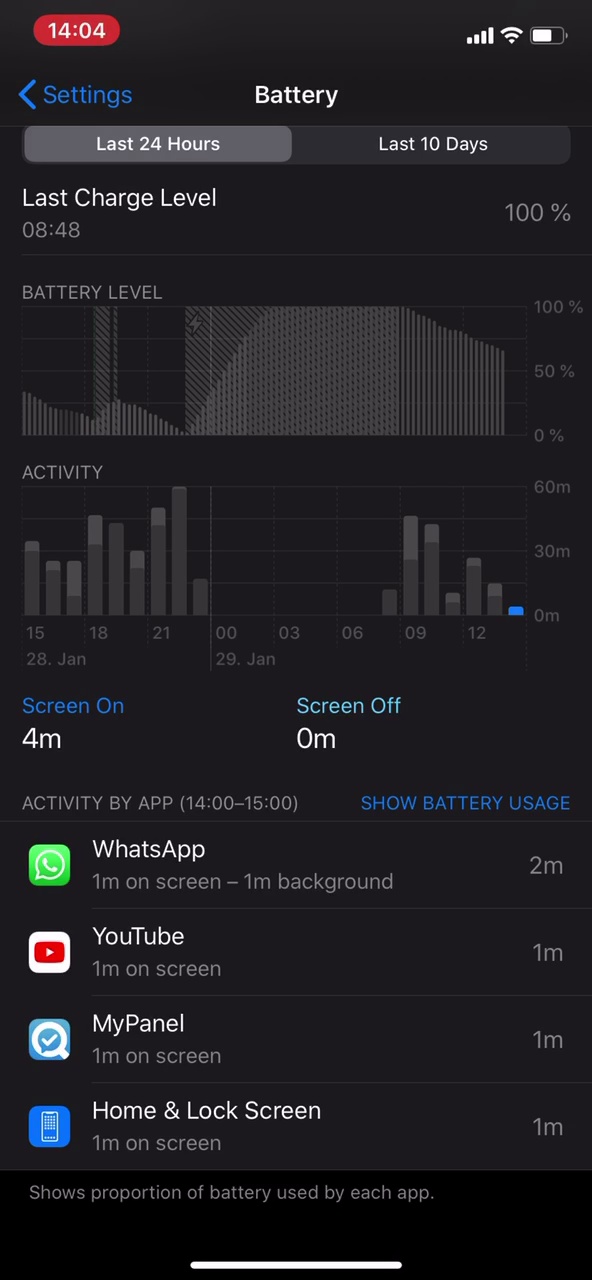 14:04
Settings
Battery
Last 24 Hours
Last 10 Days
Last Charge Level
08:48
100 %
BATTERY LEVEL
100 %
50 %
0 %
ACTIVITY
60m
30m
0m
15 18 21 00 03 06 09 12
28. Jan 29. Jan
Screen On
Screen Off
4m
0m
ACTIVITY BY APP (14:00–15:00)
SHOW BATTERY USAGE
WhatsApp
1m on screen – 1m background
2m
YouTube
1m on screen
1m
MyPanel
1m on screen
1m
Home & Lock Screen
1m on screen
1m
Shows proportion of battery used by each app.